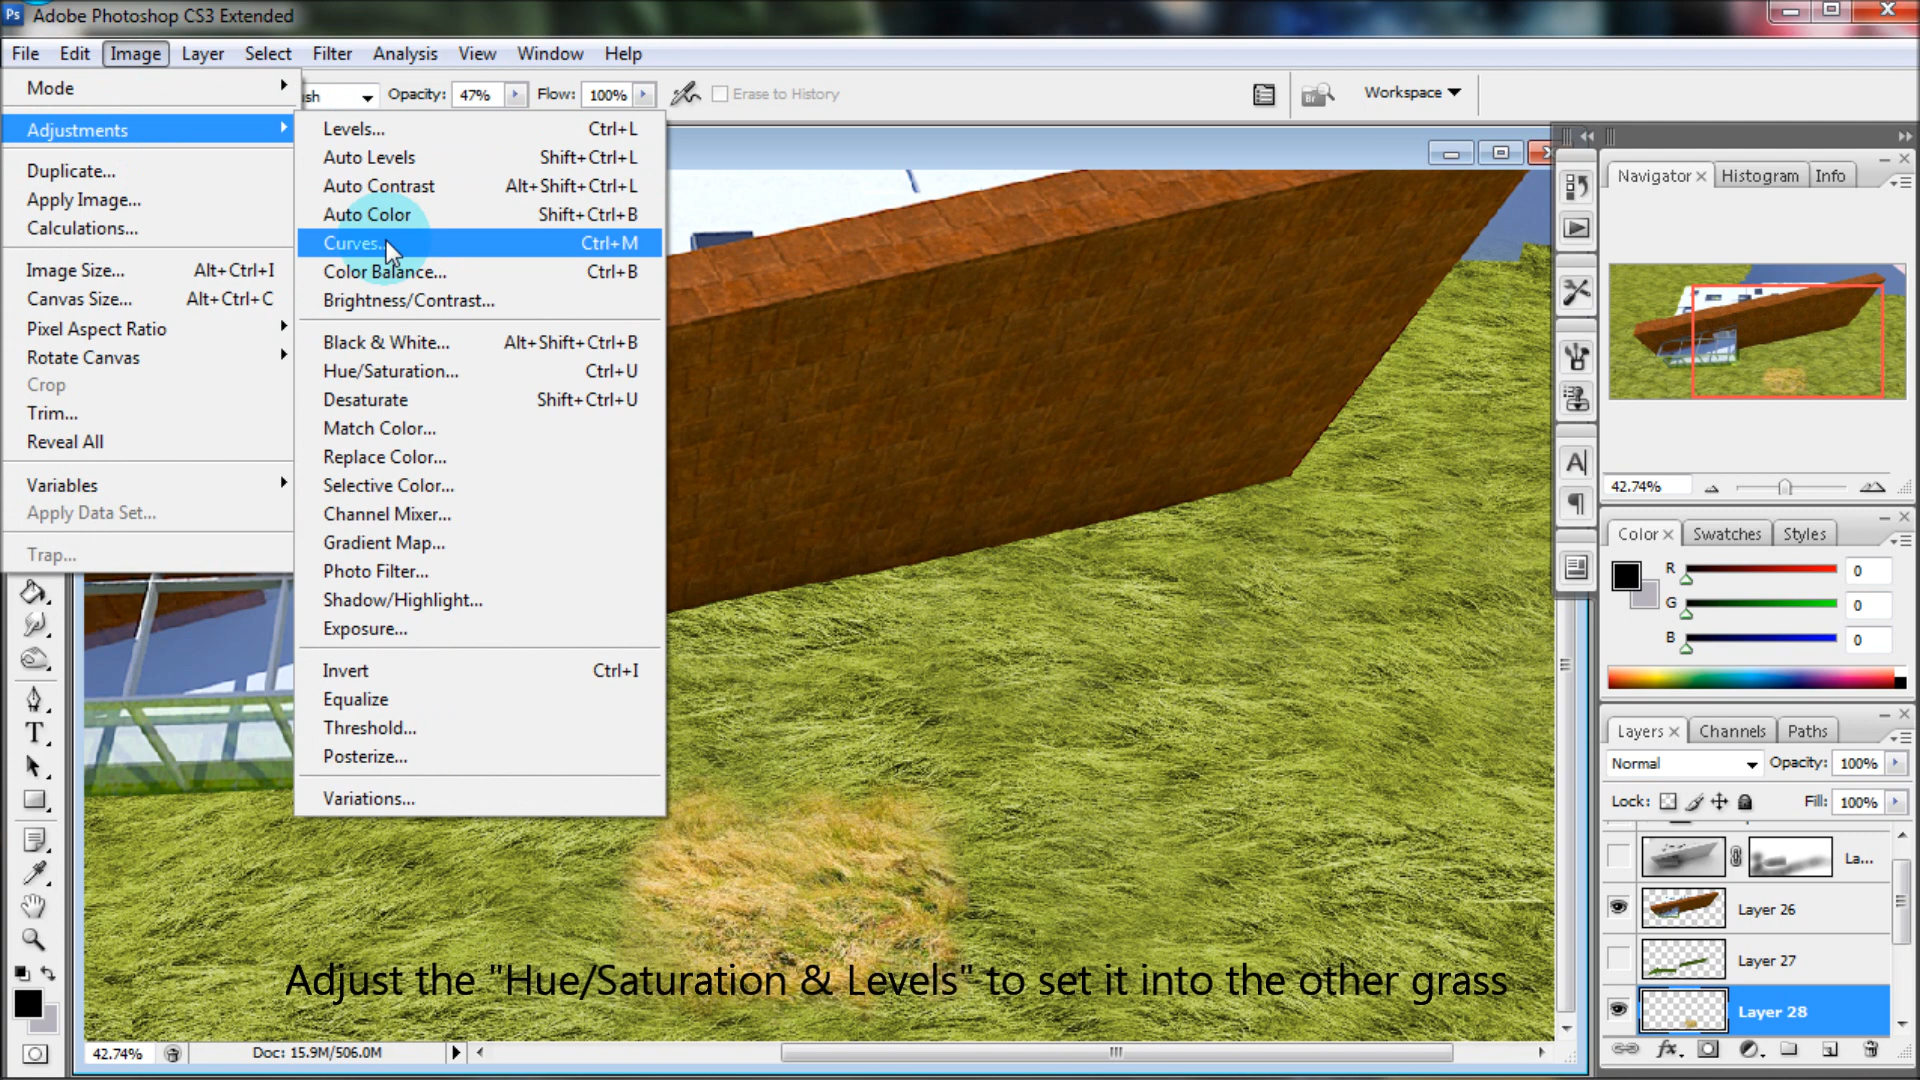 Ps Adobe Photoshop CS3 Extended
File Edit Image Layer Select Filter Analysis View Window Help
Mode
Opacity: 47% Flow: 100% Erase to History
Br Workspace
Adjustments
Levels... Ctrl+L
Auto Levels Shift+Ctrl+L
Auto Contrast Alt+Shift+Ctrl+L
Auto Color Shift+Ctrl+B
Curves... Ctrl+M
Color Balance... Ctrl+B
Brightness/Contrast...
Black & White... Alt+Shift+Ctrl+B
Hue/Saturation... Ctrl+U
Desaturate Shift+Ctrl+U
Match Color...
Replace Color...
Selective Color...
Channel Mixer...
Gradient Map...
Photo Filter...
Shadow/Highlight...
Exposure...
Invert Ctrl+I
Equalize
Threshold...
Posterize...
Variations...
Duplicate...
Apply Image...
Calculations...
Image Size... Alt+Ctrl+I
Canvas Size... Alt+Ctrl+C
Pixel Aspect Ratio
Rotate Canvas
Crop
Trim...
Reveal All
Variables
Apply Data Set...
Trap...
Navigator Histogram Info
42.74%
Color Swatches Styles
R 0
G 0
B 0
Layers Channels Paths
Normal Opacity: 100%
Lock: Fill: 100%
La...
Layer 26
Layer 27
Layer 28
Adjust the "Hue/Saturation & Levels" to set it into the other grass
42.74% Doc: 15.9M/506.0M